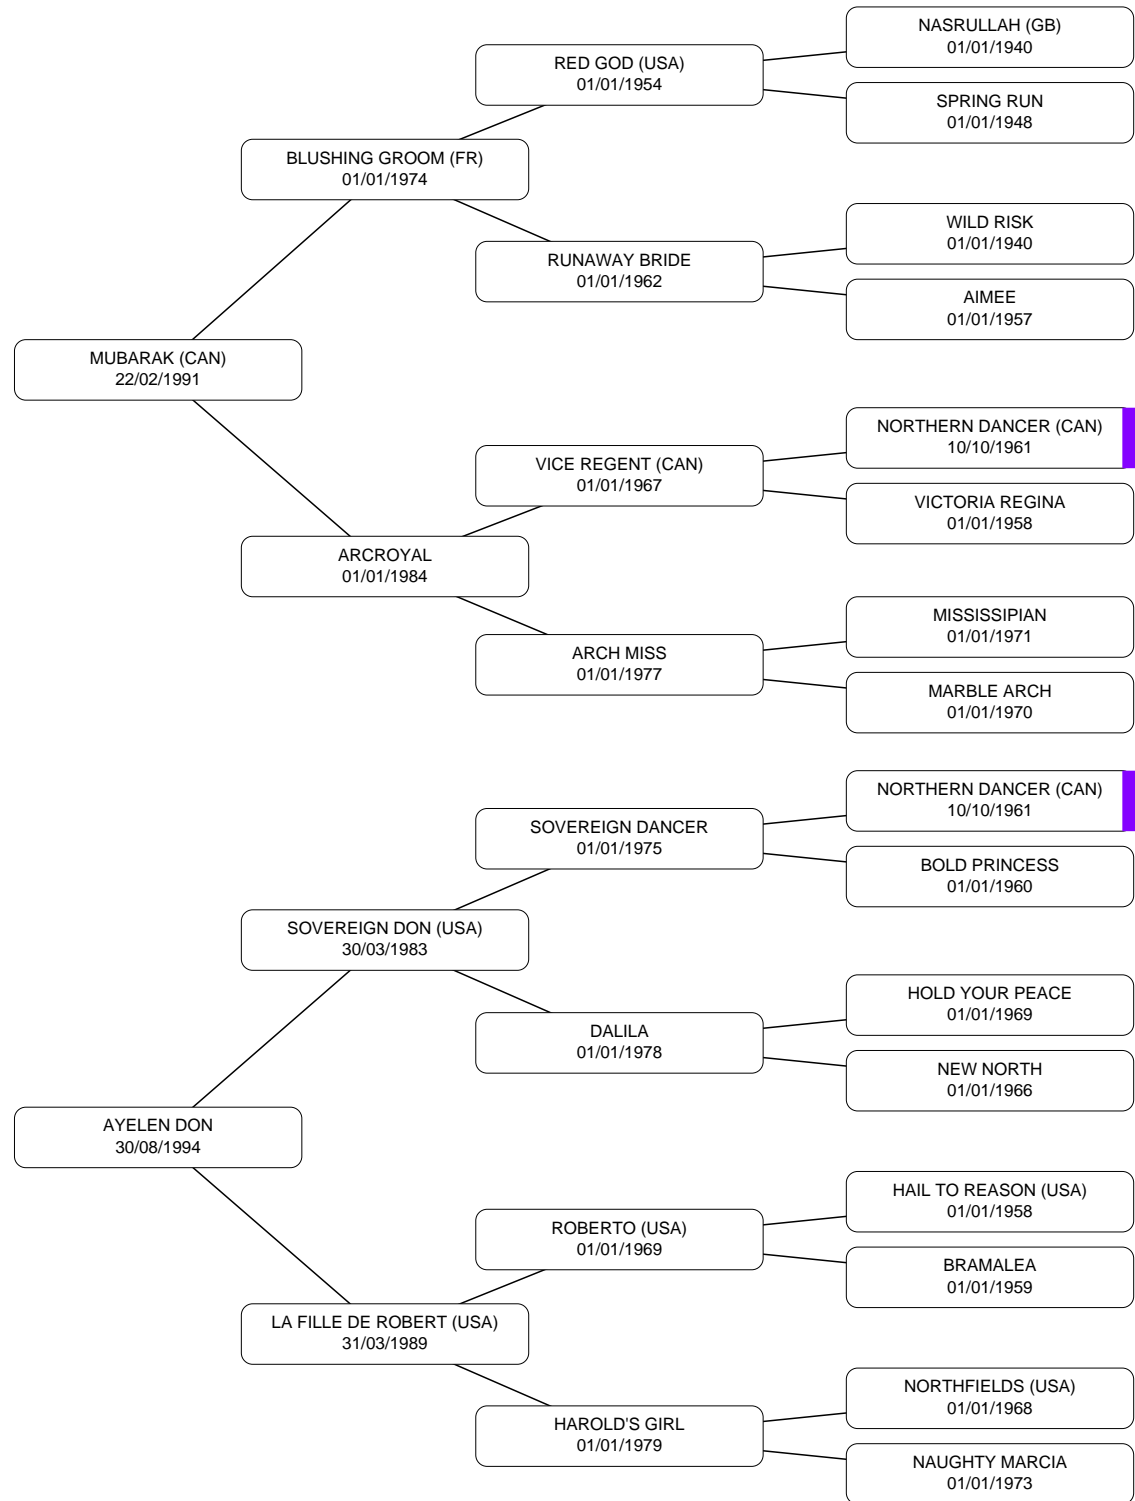 NASRULLAH (GB)
01/01/1940
RED GOD (USA)
01/01/1954
SPRING RUN
01/01/1948
BLUSHING GROOM (FR)
01/01/1974
WILD RISK
01/01/1940
RUNAWAY BRIDE
01/01/1962
AIMEE
01/01/1957
MUBARAK (CAN)
22/02/1991
NORTHERN DANCER (CAN)
10/10/1961
VICE REGENT (CAN)
01/01/1967
VICTORIA REGINA
01/01/1958
ARCROYAL
01/01/1984
MISSISSIPIAN
01/01/1971
ARCH MISS
01/01/1977
MARBLE ARCH
01/01/1970
NORTHERN DANCER (CAN)
10/10/1961
SOVEREIGN DANCER
01/01/1975
BOLD PRINCESS
01/01/1960
SOVEREIGN DON (USA)
30/03/1983
HOLD YOUR PEACE
01/01/1969
DALILA
01/01/1978
NEW NORTH
01/01/1966
AYELEN DON
30/08/1994
HAIL TO REASON (USA)
01/01/1958
ROBERTO (USA)
01/01/1969
BRAMALEA
01/01/1959
LA FILLE DE ROBERT (USA)
31/03/1989
NORTHFIELDS (USA)
01/01/1968
HAROLD'S GIRL
01/01/1979
NAUGHTY MARCIA
01/01/1973